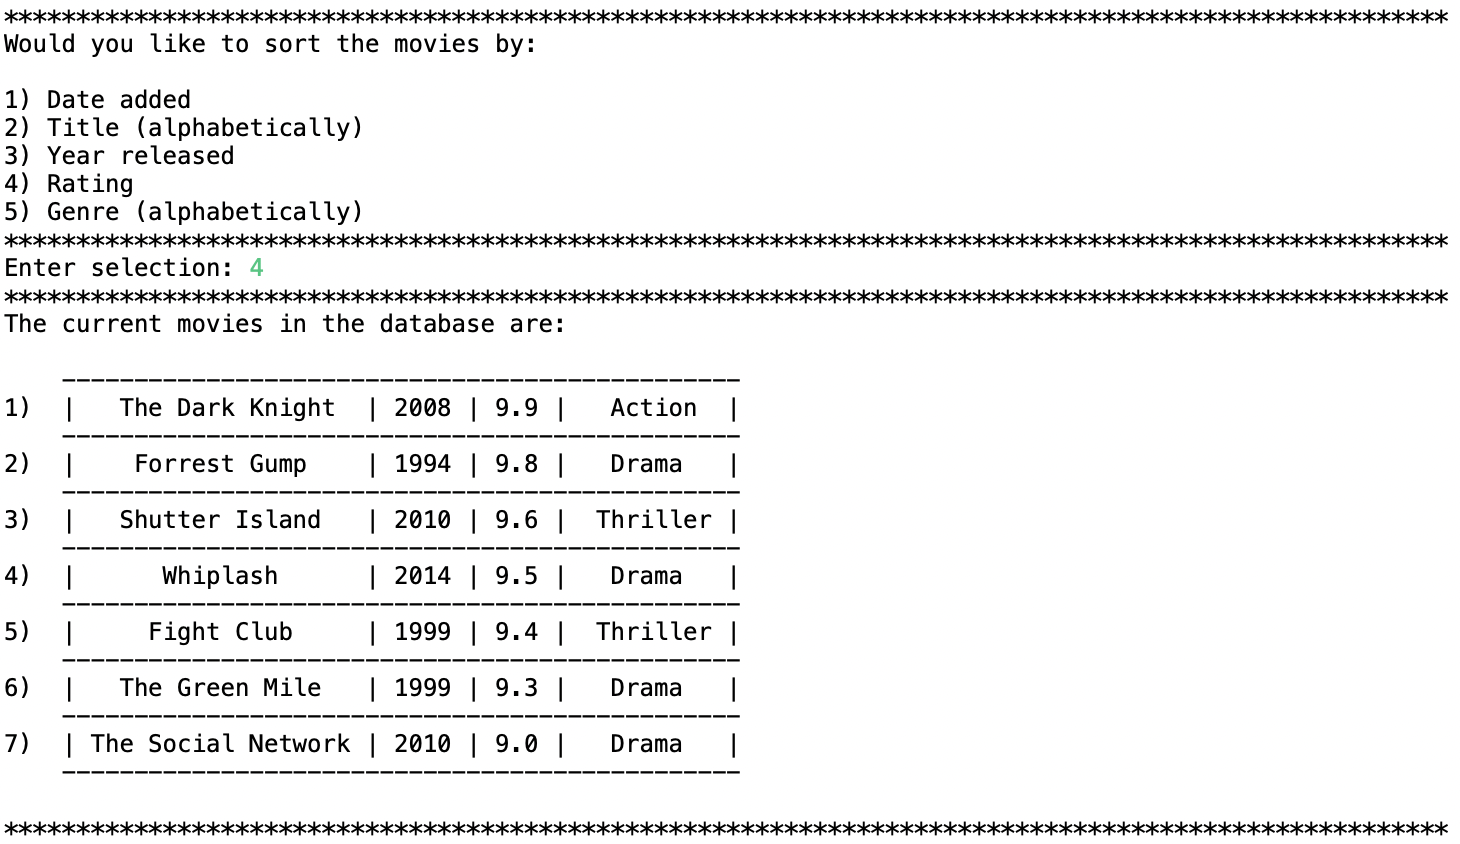 ****************************************************************************************************
Would you like to sort the movies by:

1) Date added
2) Title (alphabetically)
3) Year released
4) Rating
5) Genre (alphabetically)
****************************************************************************************************
Enter selection: 4
****************************************************************************************************
The current movies in the database are:

    -----------------------------------------------
1)  |   The Dark Knight  | 2008 | 9.9 |   Action  |
    -----------------------------------------------
2)  |    Forrest Gump    | 1994 | 9.8 |   Drama   |
    -----------------------------------------------
3)  |   Shutter Island   | 2010 | 9.6 |  Thriller |
    -----------------------------------------------
4)  |      Whiplash      | 2014 | 9.5 |   Drama   |
    -----------------------------------------------
5)  |     Fight Club     | 1999 | 9.4 |  Thriller |
    -----------------------------------------------
6)  |   The Green Mile   | 1999 | 9.3 |   Drama   |
    -----------------------------------------------
7)  | The Social Network | 2010 | 9.0 |   Drama   |
    -----------------------------------------------

****************************************************************************************************